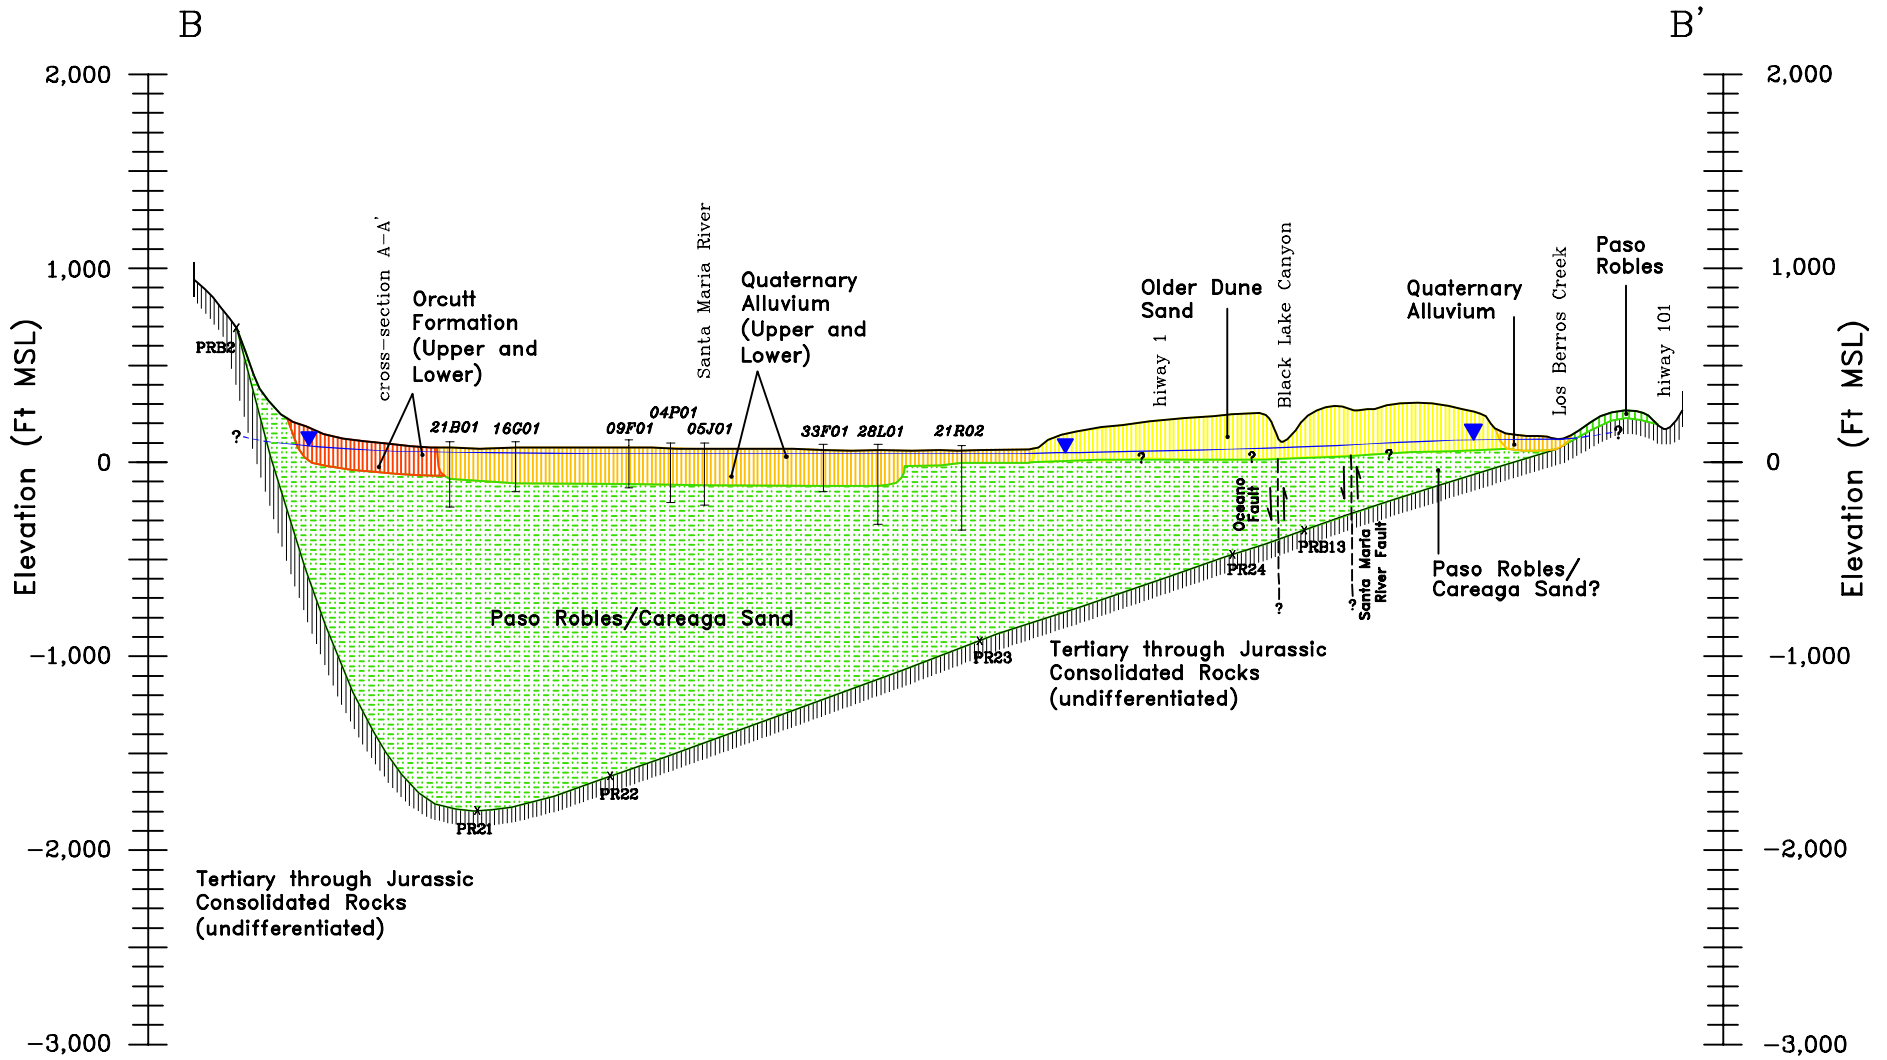 B
B'
2,000
1,000
0
-1,000
-2,000
-3,000
Elevation (Ft MSL)
2,000
1,000
0
-1,000
-2,000
-3,000
Elevation (Ft MSL)
PRB2
?
cross-section A-A'
Orcutt
Formation
(Upper and
Lower)
21B01
16G01
09F01
04P01
05J01
Santa Maria River
Quaternary
Alluvium
(Upper and
Lower)
33F01
28L01
21R02
hiway 1
Older Dune
Sand
Black Lake Canyon
Quaternary
Alluvium
Los Berros Creek
Paso
Robles
hiway 101
?
?
?
?
Oceano
Fault
?
Santa Maria
River Fault
?
PRB13
PR24
PR23
PR22
PR21
Paso Robles/Careaga Sand
Paso Robles/
Careaga Sand?
Tertiary through Jurassic
Consolidated Rocks
(undifferentiated)
Tertiary through Jurassic
Consolidated Rocks
(undifferentiated)